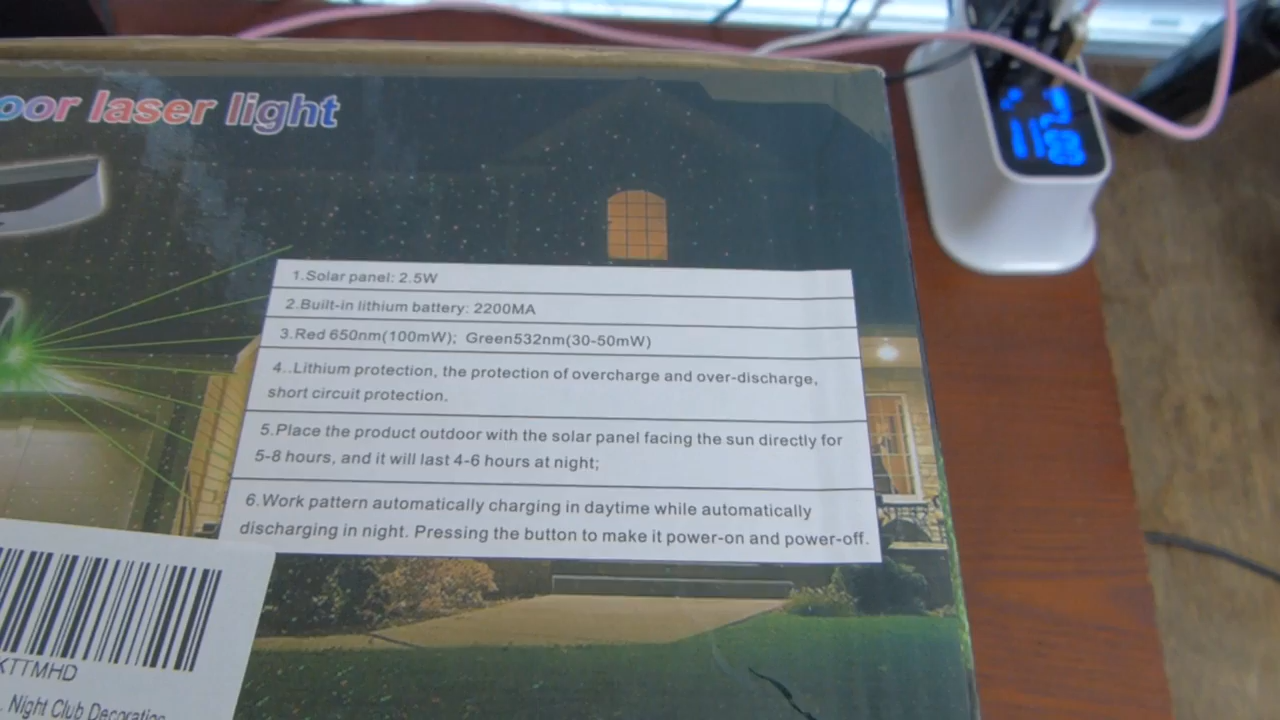 oor laser light
1.Solar panel: 2.5W
2.Built-in lithium battery: 2200MA
3.Red 650nm(100mW); Green532nm(30-50mW)
4..Lithium protection, the protection of overcharge and over-discharge,
short circuit protection.
5.Place the product outdoor with the solar panel facing the sun directly for
5-8 hours, and it will last 4-6 hours at night;
6.Work pattern automatically charging in daytime while automatically
discharging in night. Pressing the button to make it power-on and power-off.
KTTMHD
. Night Club Decoration